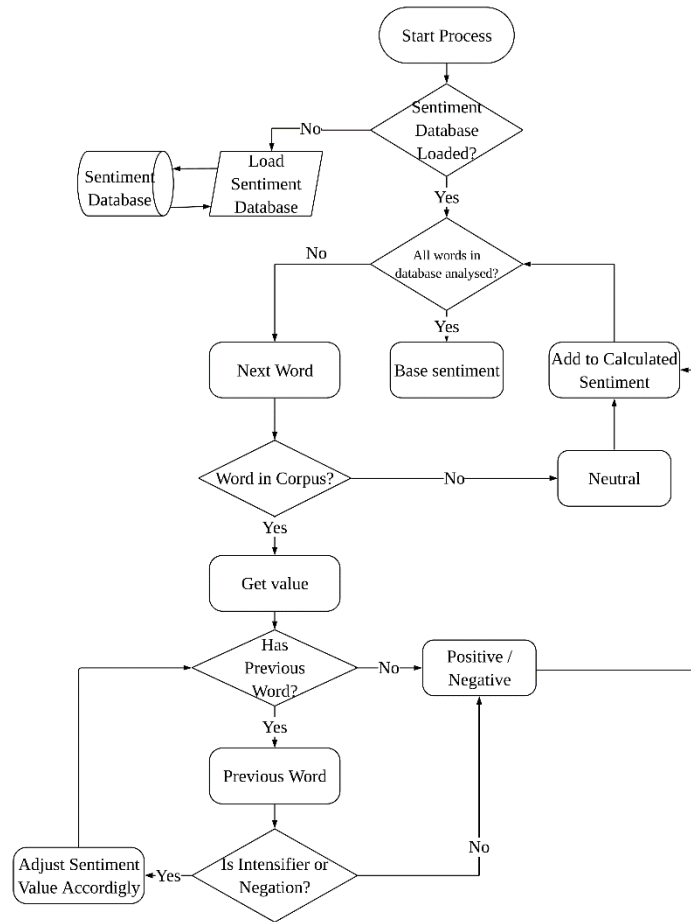 Start Process
Sentiment
Database
Loaded?
No
Load
Sentiment
Database
Sentiment
Database
Yes
All words in
database analysed?
No
Yes
Next Word
Base sentiment
Add to Calculated
Sentiment
Word in Corpus?
No
Neutral
Yes
Get value
Has
Previous
Word?
No
Positive /
Negative
Yes
Previous Word
Is Intensifier or
Negation?
Yes
No
Adjust Sentiment
Value Accordigly